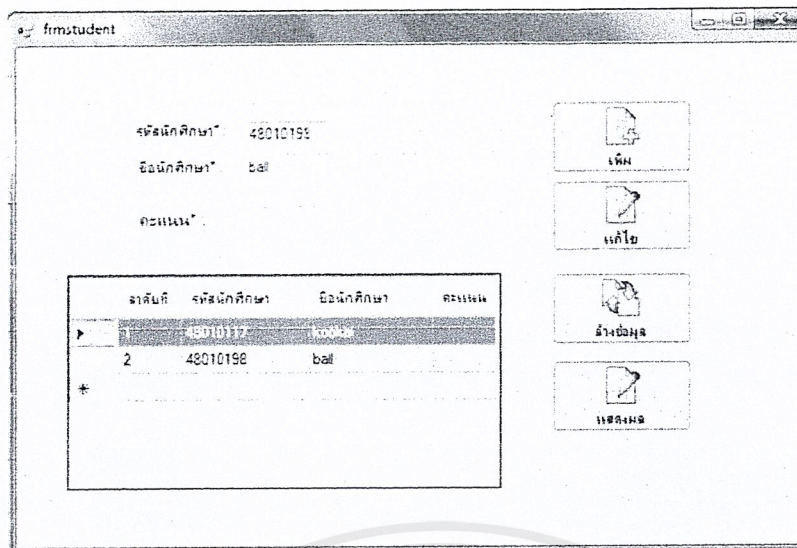 frmstudent
รหัสนักศึกษา* : 48010198
ชื่อนักศึกษา* : ball
คะแนน* :
เพิ่ม
แก้ไข
ล้างข้อมูล
แสดงผล
ลำดับที่ รหัสนักศึกษา ชื่อนักศึกษา คะแนน
1 48010117
2 48010198 ball